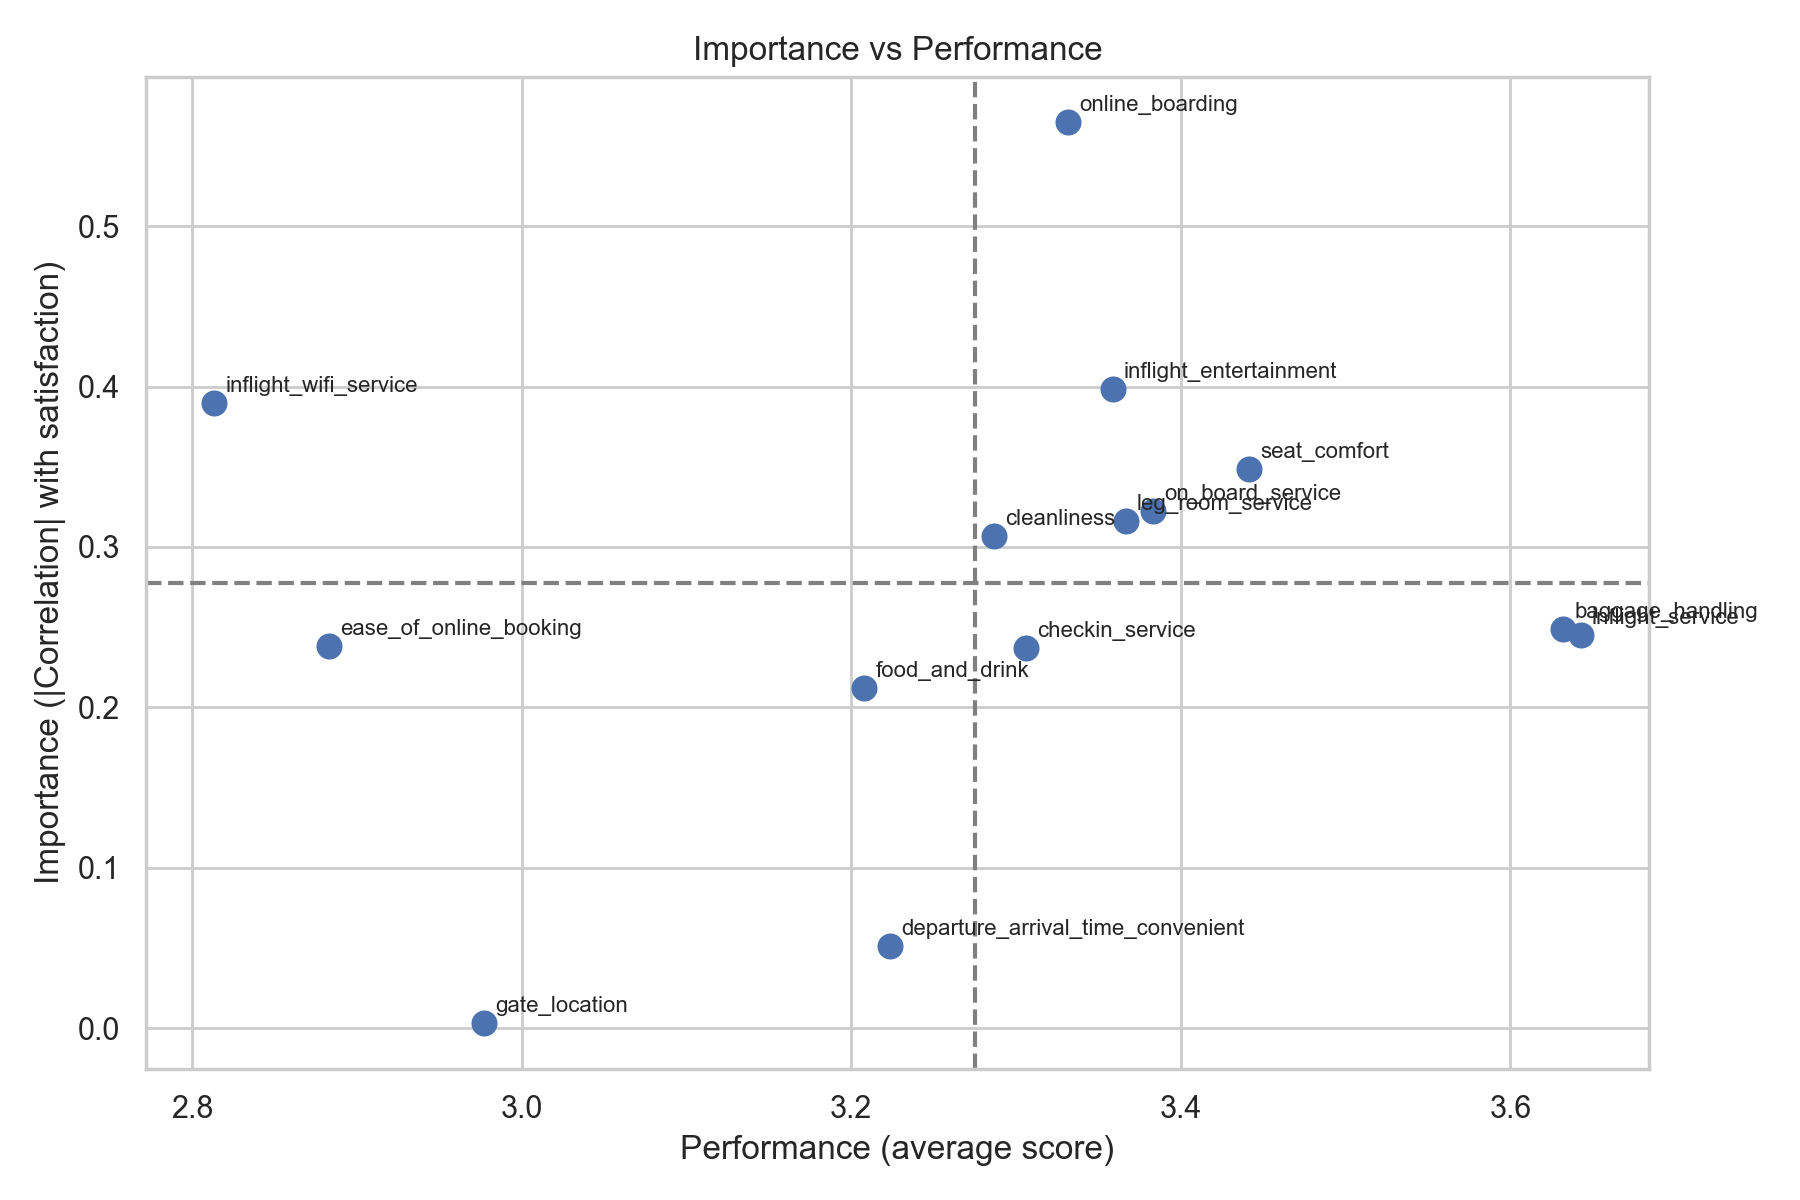 Importance vs Performance
online_boarding
0.5
inflight_entertainment
0.4
inflight_wifi_service
seat_comfort
on_board_service
leg_room_service
cleanliness
0.3
baggage_handling
inflight_service
ease_of_online_booking
checkin_service
food_and_drink
0.2
0.1
departure_arrival_time_convenient
gate_location
0.0
2.8 3.0 3.2 3.4 3.6
Performance (average score)
Importance (|Correlation| with satisfaction)